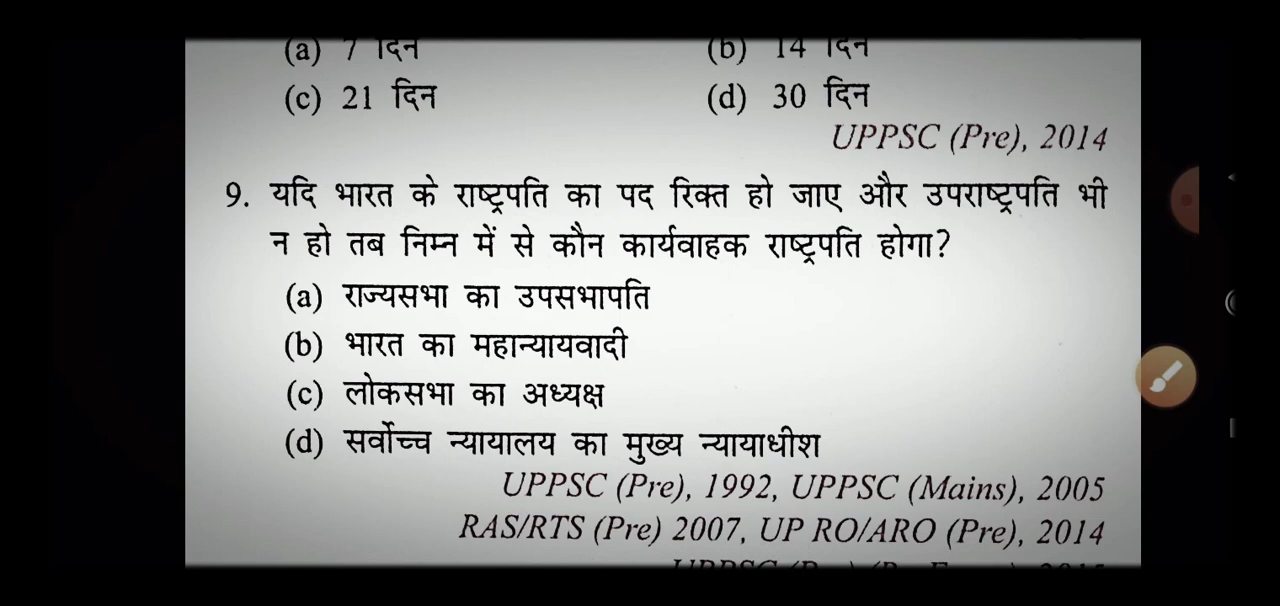 (a) 7 दिन (b) 14 दिन
(c) 21 दिन (d) 30 दिन
UPPSC (Pre), 2014
9. यदि भारत के राष्ट्रपति का पद रिक्त हो जाए और उपराष्ट्रपति भी
न हो तब निम्न में से कौन कार्यवाहक राष्ट्रपति होगा?
(a) राज्यसभा का उपसभापति
(b) भारत का महान्यायवादी
(c) लोकसभा का अध्यक्ष
(d) सर्वोच्च न्यायालय का मुख्य न्यायाधीश
UPPSC (Pre), 1992, UPPSC (Mains), 2005
RAS/RTS (Pre) 2007, UP RO/ARO (Pre), 2014